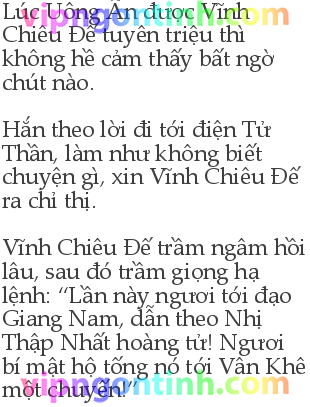 Lúc Uông Ấn được Vĩnh
Chiêu Đế tuyên triệu thì
không hề cảm thấy bất ngờ
chút nào.
Hắn theo lời đi tới điện Tử
Thần, làm như không biết
chuyện gì, xin Vĩnh Chiêu Đế
ra chỉ thị.
Vĩnh Chiêu Đế trầm ngâm hồi
lâu, sau đó trầm giọng hạ
lệnh: “Lần này ngươi tới đạo
Giang Nam, dẫn theo Nhị
Thập Nhất hoàng tử! Ngươi
bí mật hộ tống nó tới Vân Khê
một chuyến!”
vipngontinh.com
vipngontinh.com